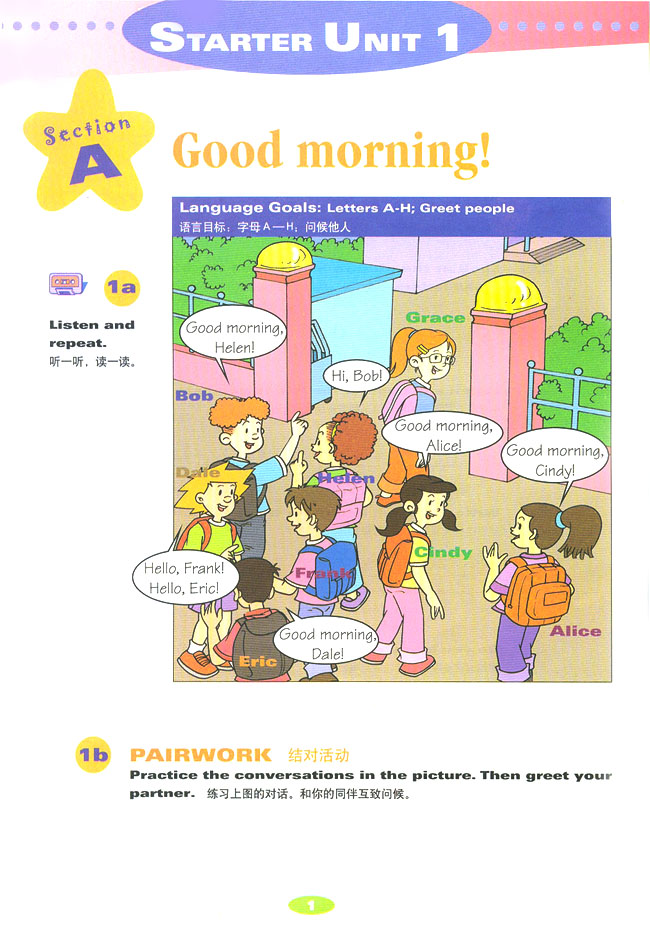 STARTER UNIT 1
Section
A
Good morning!
Language Goals: Letters A-H; Greet people
语言目标：字母A—H；问候他人
1a
Listen and
repeat.
听一听，读一读。
Grace
Good morning,
Helen!
Hi, Bob!
Bob
Good morning,
Alice!
Good morning,
Cindy!
Dale
Helen
Hello, Frank!
Hello, Eric!
Frank
Cindy
Good morning,
Dale!
Eric
Alice
1b
PAIRWORK 结对活动
Practice the conversations in the picture. Then greet your
partner. 练习上图的对话。和你的同伴互致问候。
1